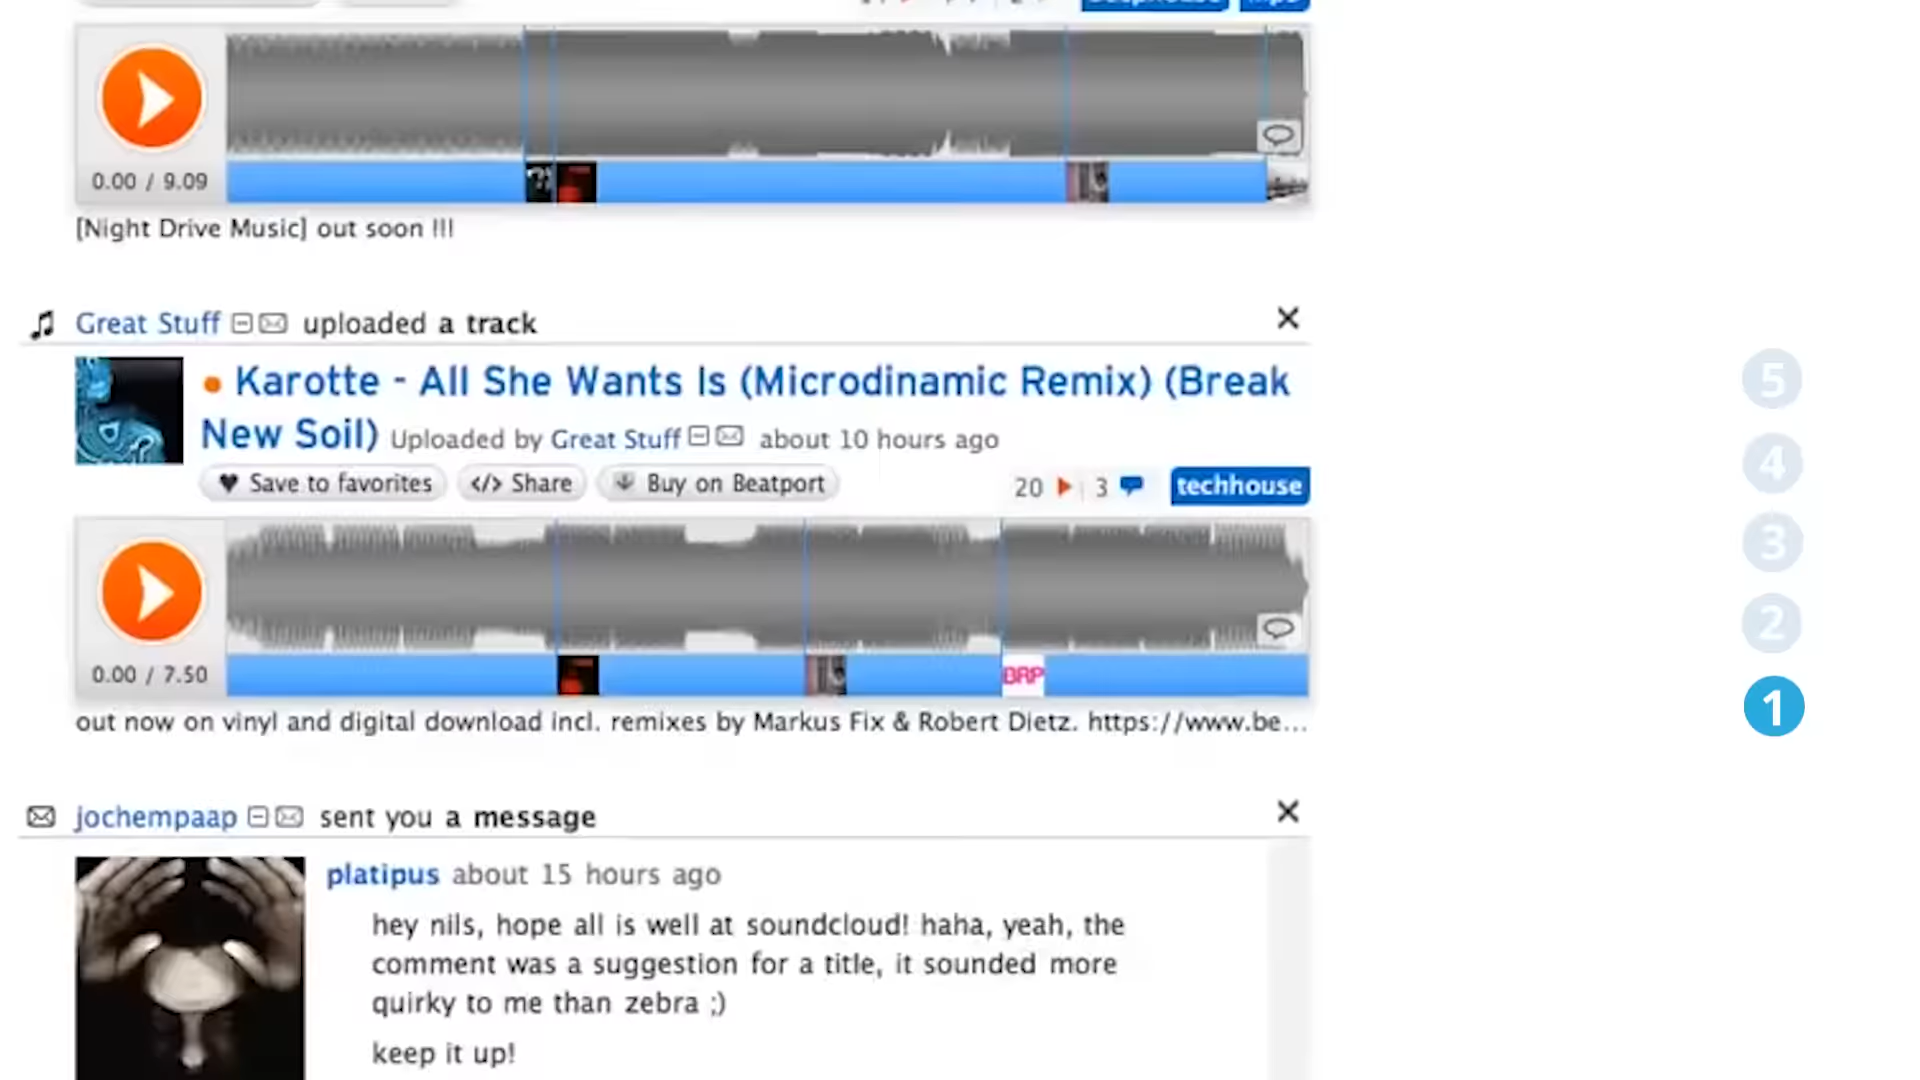 0.00 / 9.09
[Night Drive Music] out soon !!!
Great Stuff uploaded a track
Karotte - All She Wants Is (Microdinamic Remix) (Break
New Soil) Uploaded by Great Stuff about 10 hours ago
Save to favorites </> Share Buy on Beatport 20 3 techhouse
BRP
0.00 / 7.50
out now on vinyl and digital download incl. remixes by Markus Fix & Robert Dietz. https://www.be...
jochempaap sent you a message
platipus about 15 hours ago
hey nils, hope all is well at soundcloud! haha, yeah, the
comment was a suggestion for a title, it sounded more
quirky to me than zebra ;)
keep it up!
5
4
3
2
1